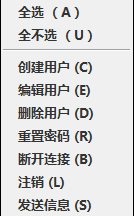 全选 （ A ）
全不选 （ U ）
创建用户 (C)
编辑用户 (E)
删除用户 (D)
重置密码 (R)
断开连接 (B)
注销 (L)
发送信息 (S)